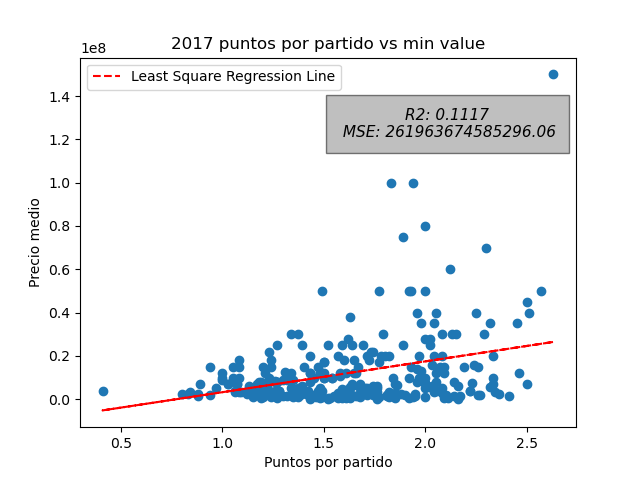 2017 puntos por partido vs min value
1e8
Least Square Regression Line
R2: 0.1117
MSE: 261963674585296.06
1.4
1.2
1.0
0.8
0.6
0.4
0.2
0.0
Precio medio
0.5 1.0 1.5 2.0 2.5
Puntos por partido